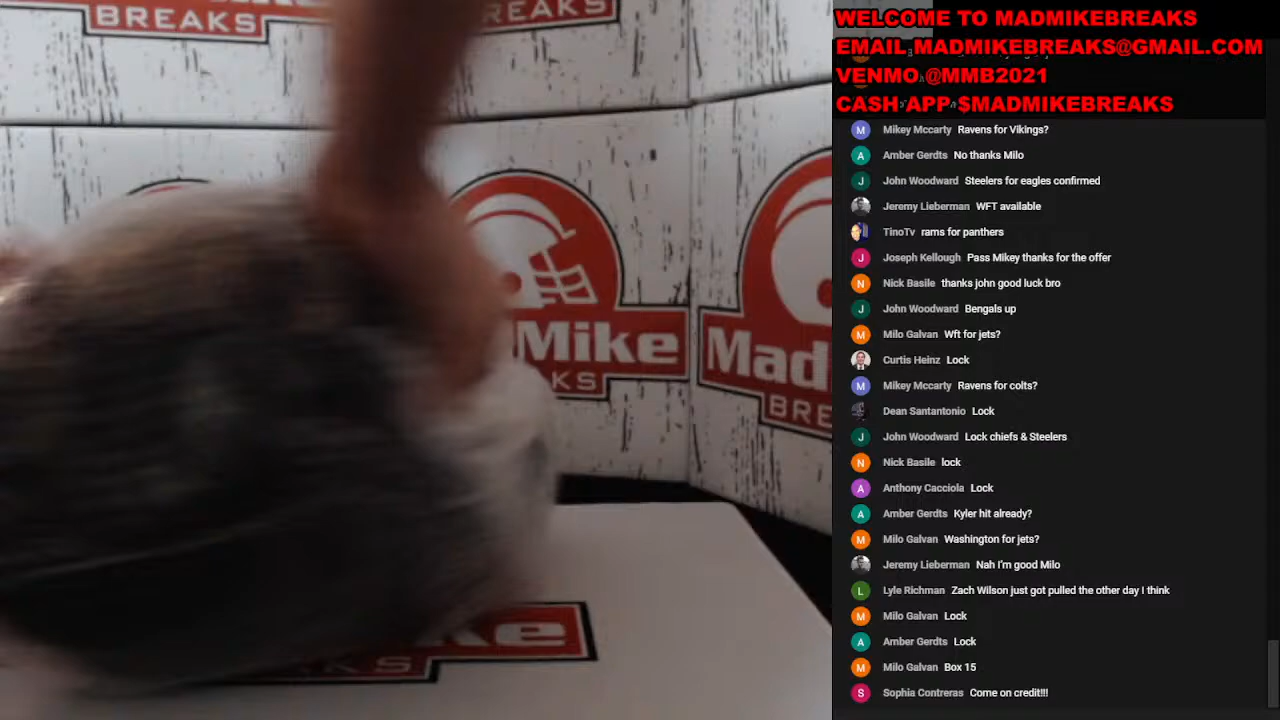 BREAKS
REAKS
Mike
KS
Mad
BRE
ke
KS
WELCOME TO MADMIKEBREAKS
EMAIL MADMIKEBREAKS@GMAIL.COM
VENMO @MMB2021
CASH APP $MADMIKEBREAKS
M Mikey Mccarty Ravens for Vikings?
A Amber Gerdts No thanks Milo
J John Woodward Steelers for eagles confirmed
Jeremy Lieberman WFT available
TinoTv rams for panthers
J Joseph Kellough Pass Mikey thanks for the offer
N Nick Basile thanks john good luck bro
J John Woodward Bengals up
M Milo Galvan Wft for jets?
Curtis Heinz Lock
M Mikey Mccarty Ravens for colts?
Dean Santantonio Lock
J John Woodward Lock chiefs & Steelers
N Nick Basile lock
A Anthony Cacciola Lock
A Amber Gerdts Kyler hit already?
M Milo Galvan Washington for jets?
Jeremy Lieberman Nah I'm good Milo
L Lyle Richman Zach Wilson just got pulled the other day I think
M Milo Galvan Lock
A Amber Gerdts Lock
M Milo Galvan Box 15
S Sophia Contreras Come on credit!!!